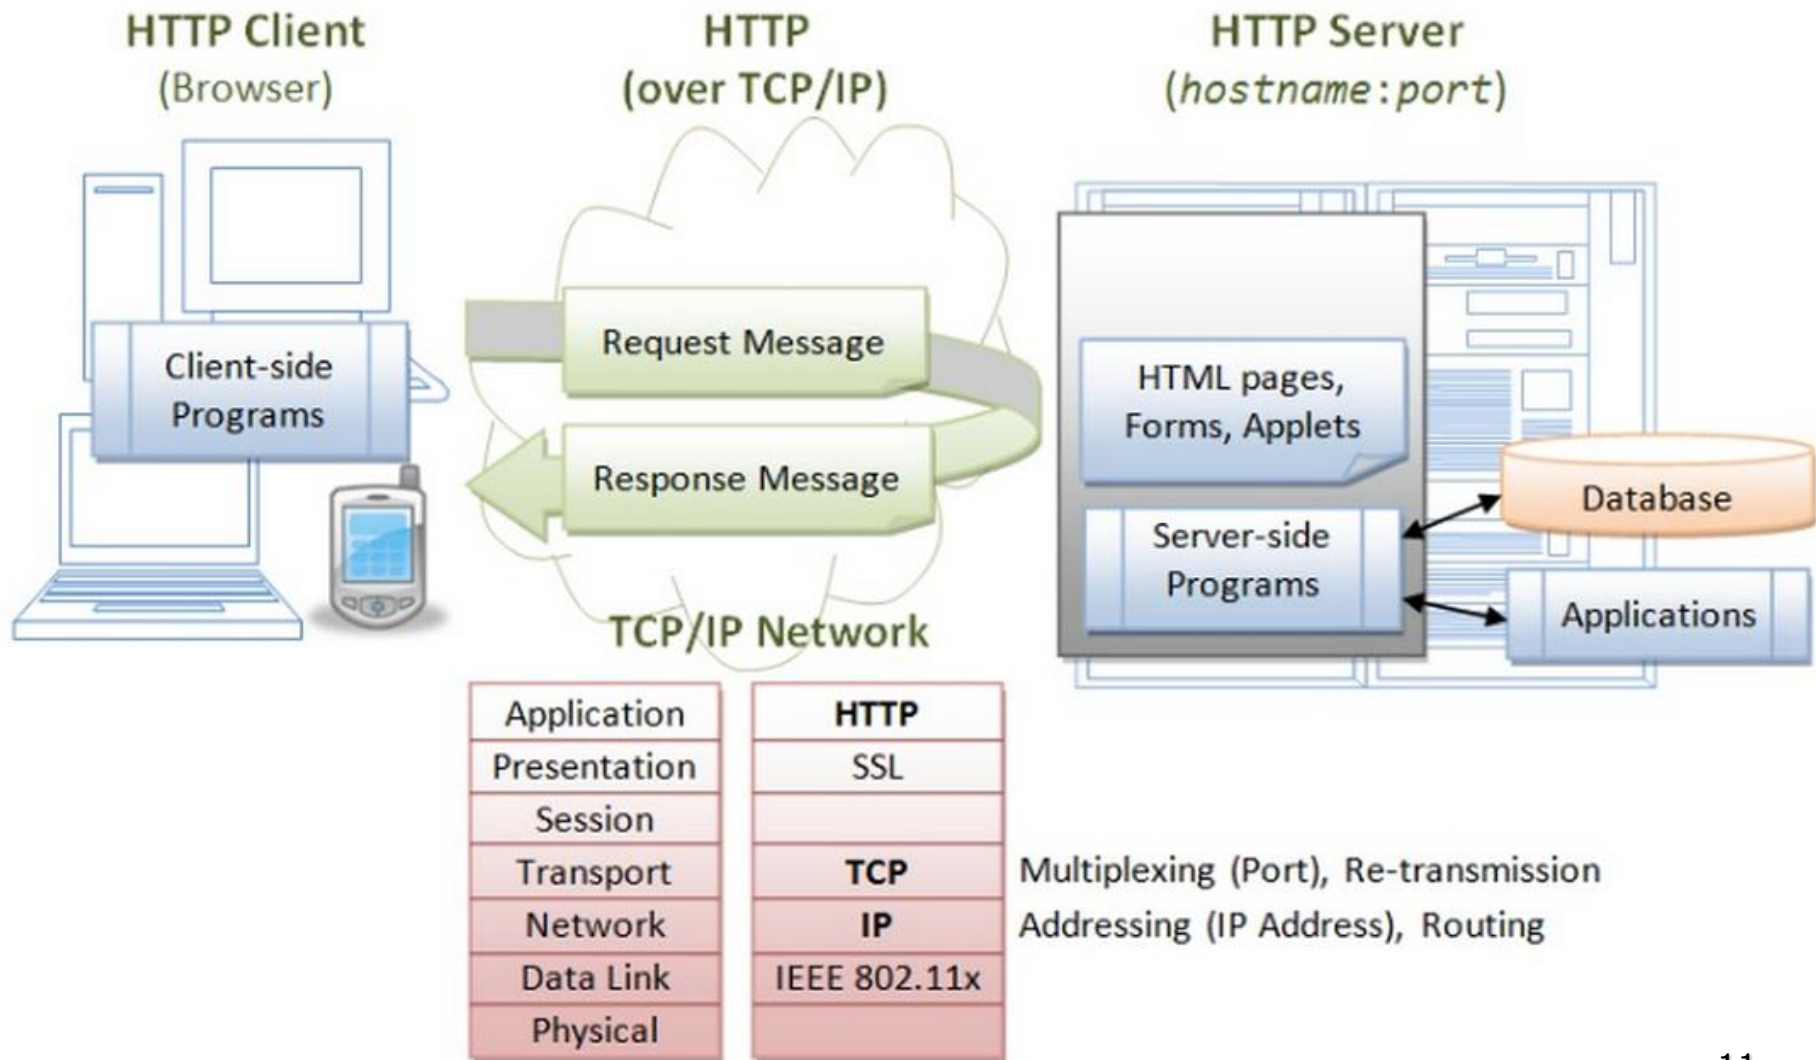 HTTP Client
(Browser)
HTTP
(over TCP/IP)
HTTP Server
(hostname:port)
Client-side
Programs
Request Message
Response Message
HTML pages,
Forms, Applets
Server-side
Programs
Database
Applications
TCP/IP Network
Application HTTP
Presentation SSL
Session
Transport TCP Multiplexing (Port), Re-transmission
Network IP Addressing (IP Address), Routing
Data Link IEEE 802.11x
Physical